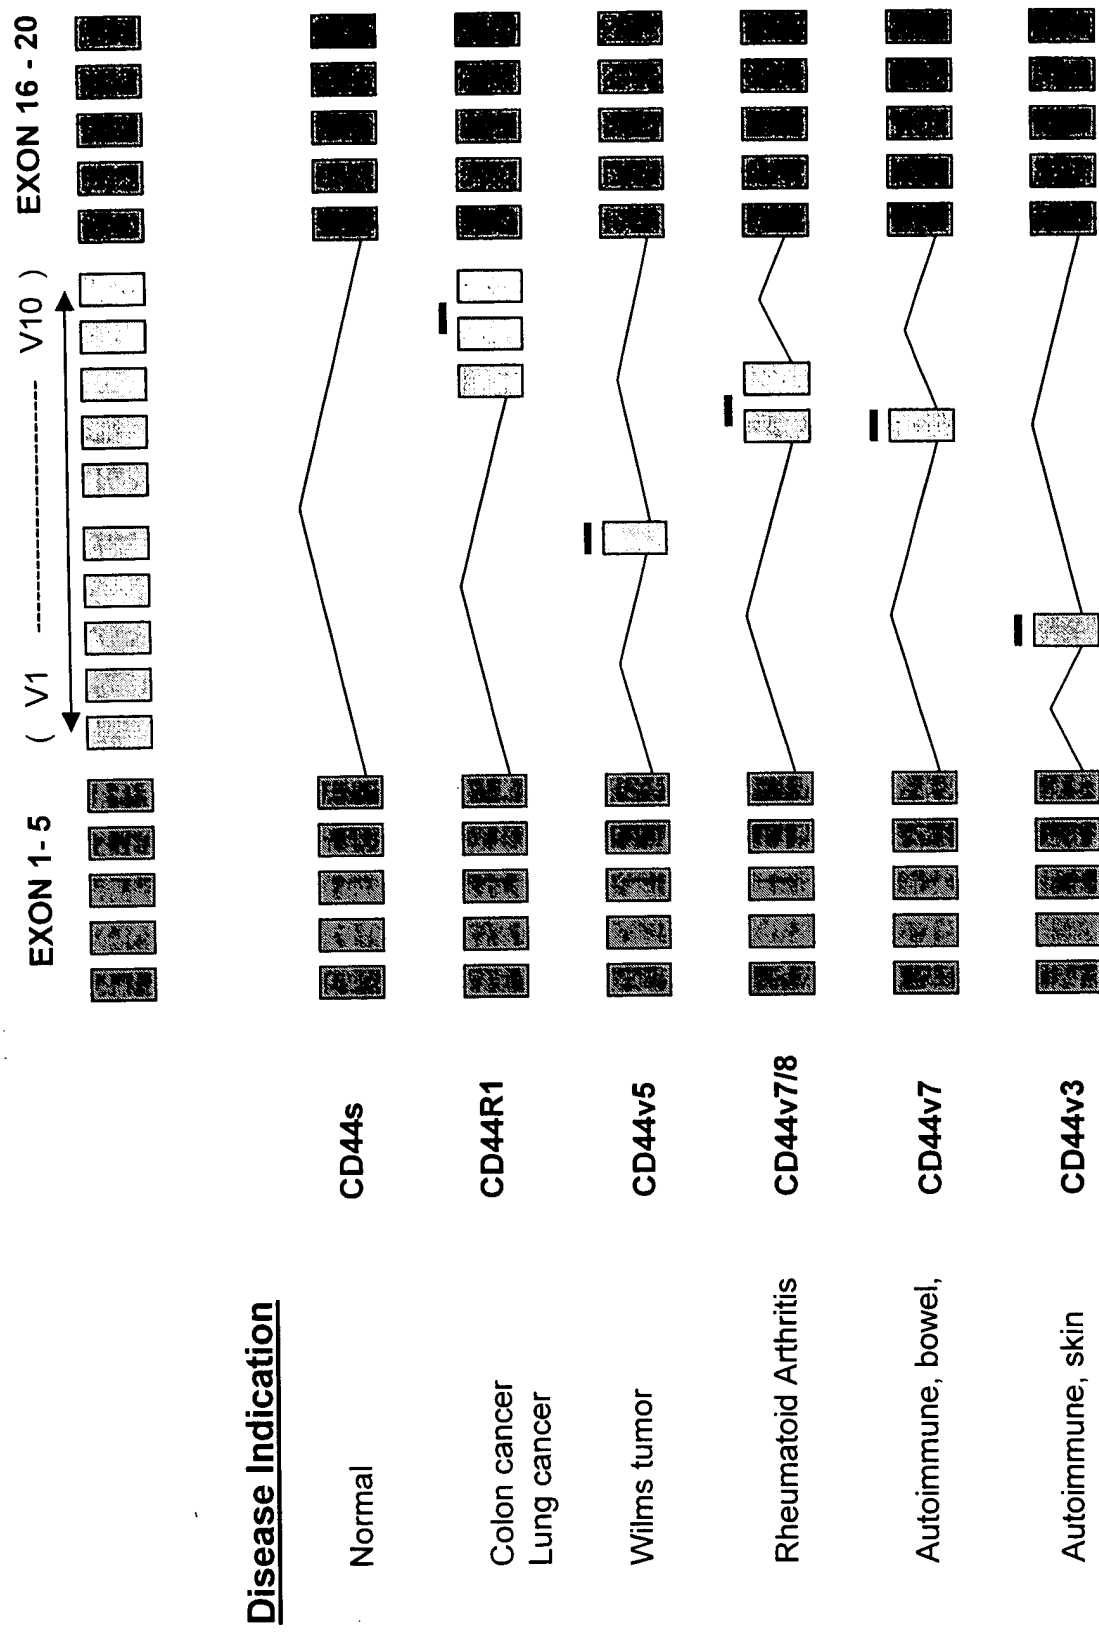 EXON 1- 5
( V1 ---------------------- V10 )
EXON 16 - 20
Disease Indication
Normal
CD44s
Colon cancer
Lung cancer
CD44R1
Wilms tumor
CD44v5
Rheumatoid Arthritis
CD44v7/8
Autoimmune, bowel,
CD44v7
Autoimmune, skin
CD44v3